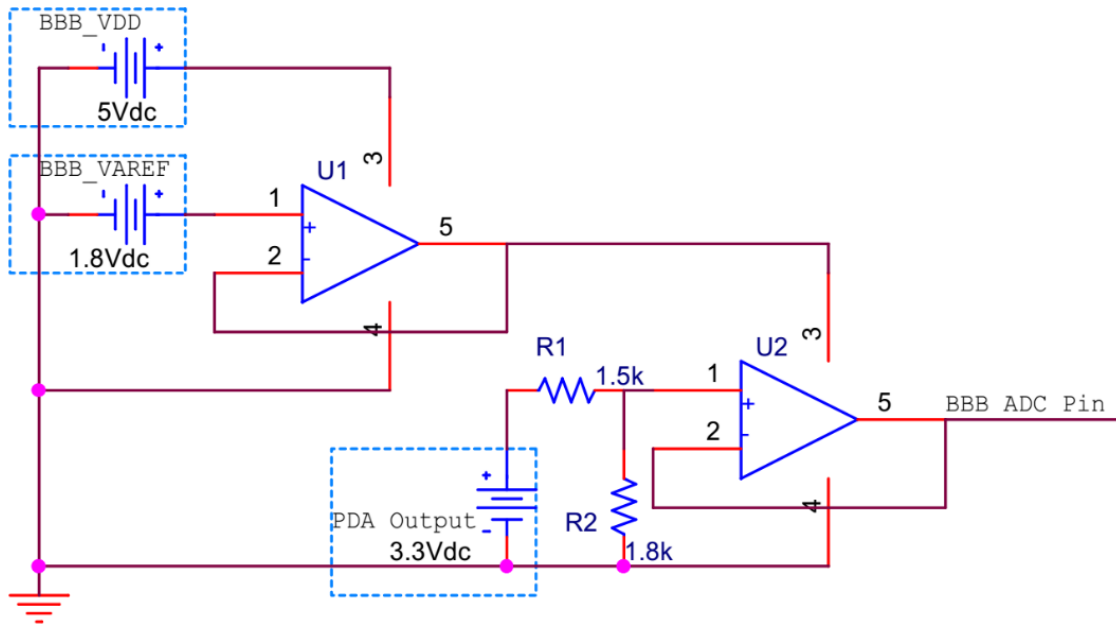 BBB_VDD
- +
5Vdc
3
BBB_VAREF
- +
1.8Vdc
U1
1
+
2
-
5
4
3
R1
1.5k
U2
1
+
2
-
5
BBB ADC Pin
4
+
PDA Output
-
3.3Vdc
R2
1.8k